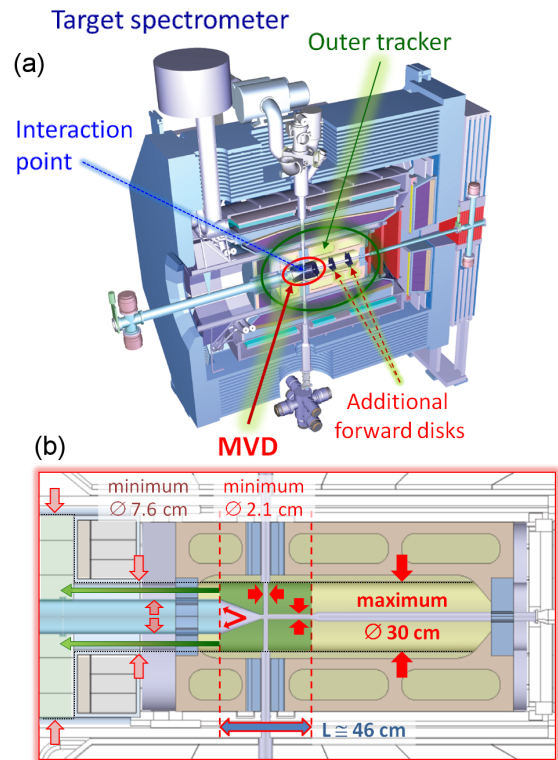 Target spectrometer
(a)
Outer tracker
Interaction
point
Additional
forward disks
MVD
(b)
minimum
Ø 7.6 cm
minimum
Ø 2.1 cm
maximum
Ø 30 cm
L ≅ 46 cm